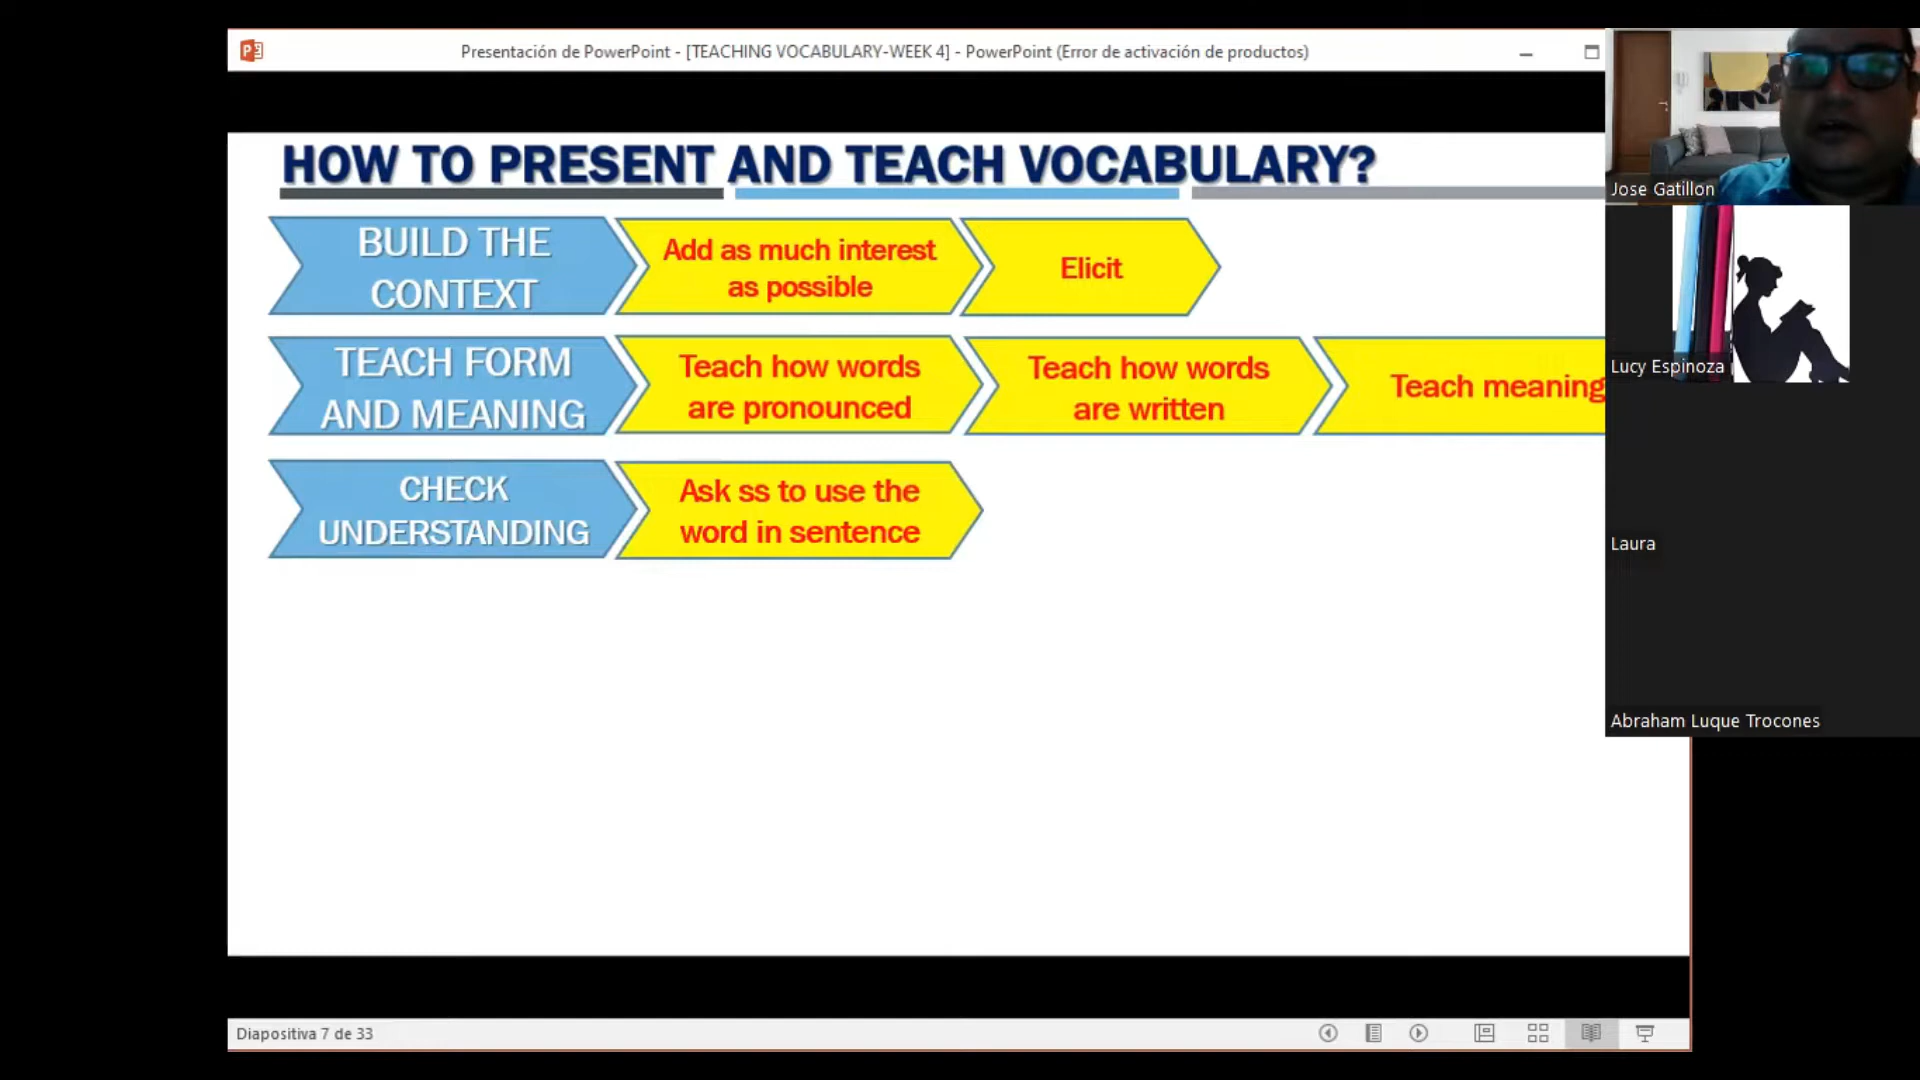 Presentación de PowerPoint - [TEACHING VOCABULARY-WEEK 4] - PowerPoint (Error de activación de productos)
HOW TO PRESENT AND TEACH VOCABULARY?
BUILD THE
CONTEXT
Add as much interest
as possible
Elicit
TEACH FORM
AND MEANING
Teach how words
are pronounced
Teach how words
are written
Teach meaning
CHECK
UNDERSTANDING
Ask ss to use the
word in sentence
Jose Gatillon
Lucy Espinoza
Laura
Abraham Luque Trocones
Diapositiva 7 de 33